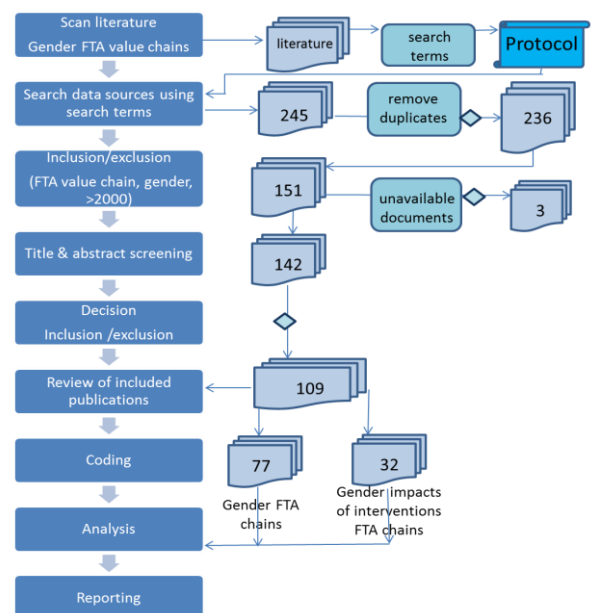 Scan literature
Gender FTA value chains
literature
search
terms
Protocol
Search data sources using
search terms
245
remove
duplicates
236
Inclusion/exclusion
(FTA value chain, gender,
>2000)
151
unavailable
documents
3
Title & abstract screening
142
Decision
Inclusion /exclusion
Review of included
publications
109
Coding
77
Gender FTA
chains
32
Gender impacts
of interventions
FTA chains
Analysis
Reporting